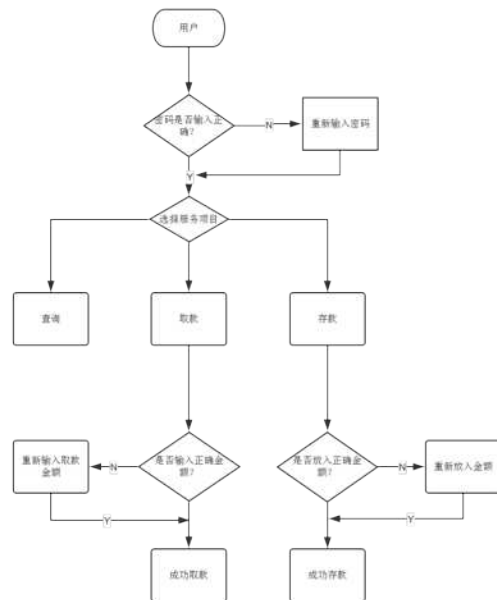 用户
密码是否输入正
确？
N
重新输入密码
Y
选择服务项目
查询
取款
存款
重新输入取款
金额
N
是否输入正确金
额？
是否放入正确金
额？
N
重新放入金额
Y
Y
成功取款
成功存款